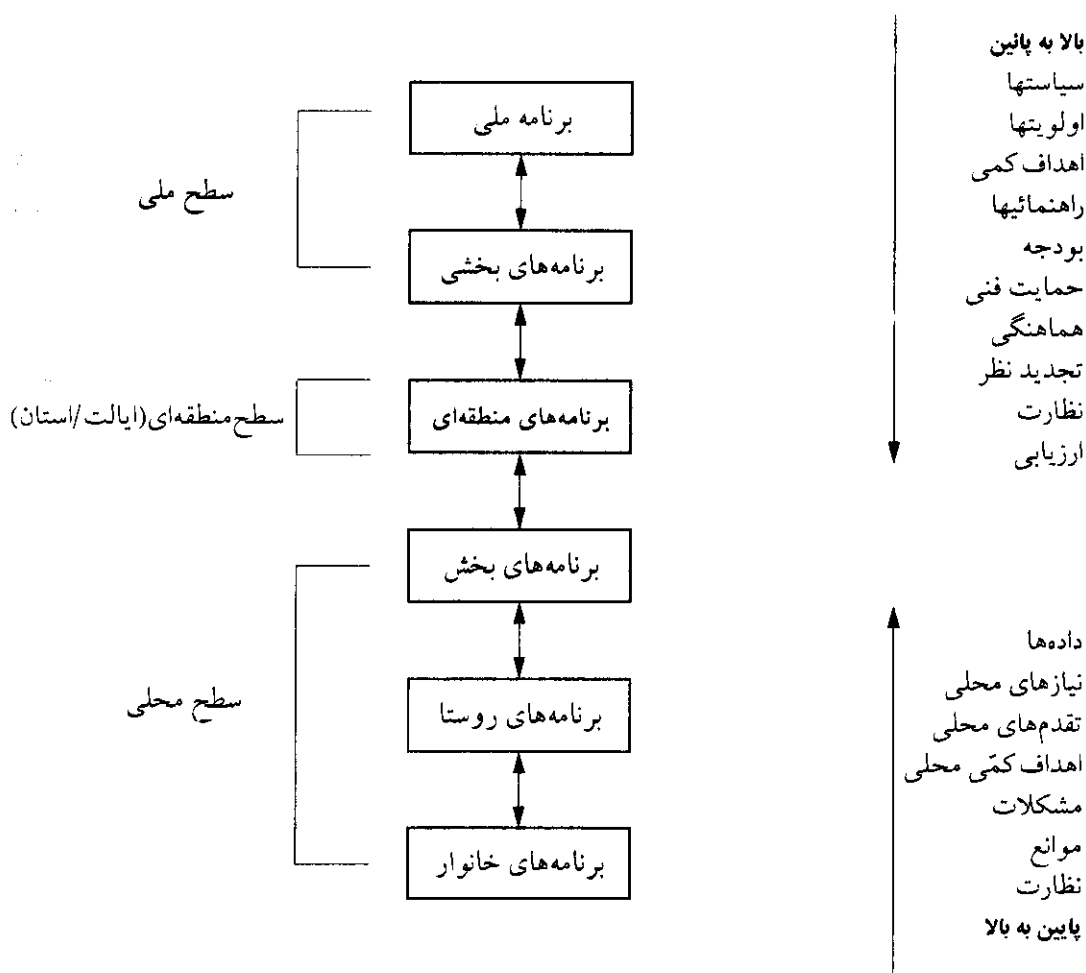 بالا به پائین
سیاستها
اولویتها
اهداف کمی
راهنمائیها
بودجه
حمایت فنی
هماهنگی
تجدید نظر
نظارت
ارزیابی
داده‌ها
نیازهای محلی
تقدم‌های محلی
اهداف کمّی محلی
مشکلات
موانع
نظارت
پایین به بالا
برنامه ملی
برنامه‌های بخشی
برنامه‌های منطقه‌ای
برنامه‌های بخش
برنامه‌های روستا
برنامه‌های خانوار
سطح ملی
سطح منطقه‌ای (ایالت/استان)
سطح محلی